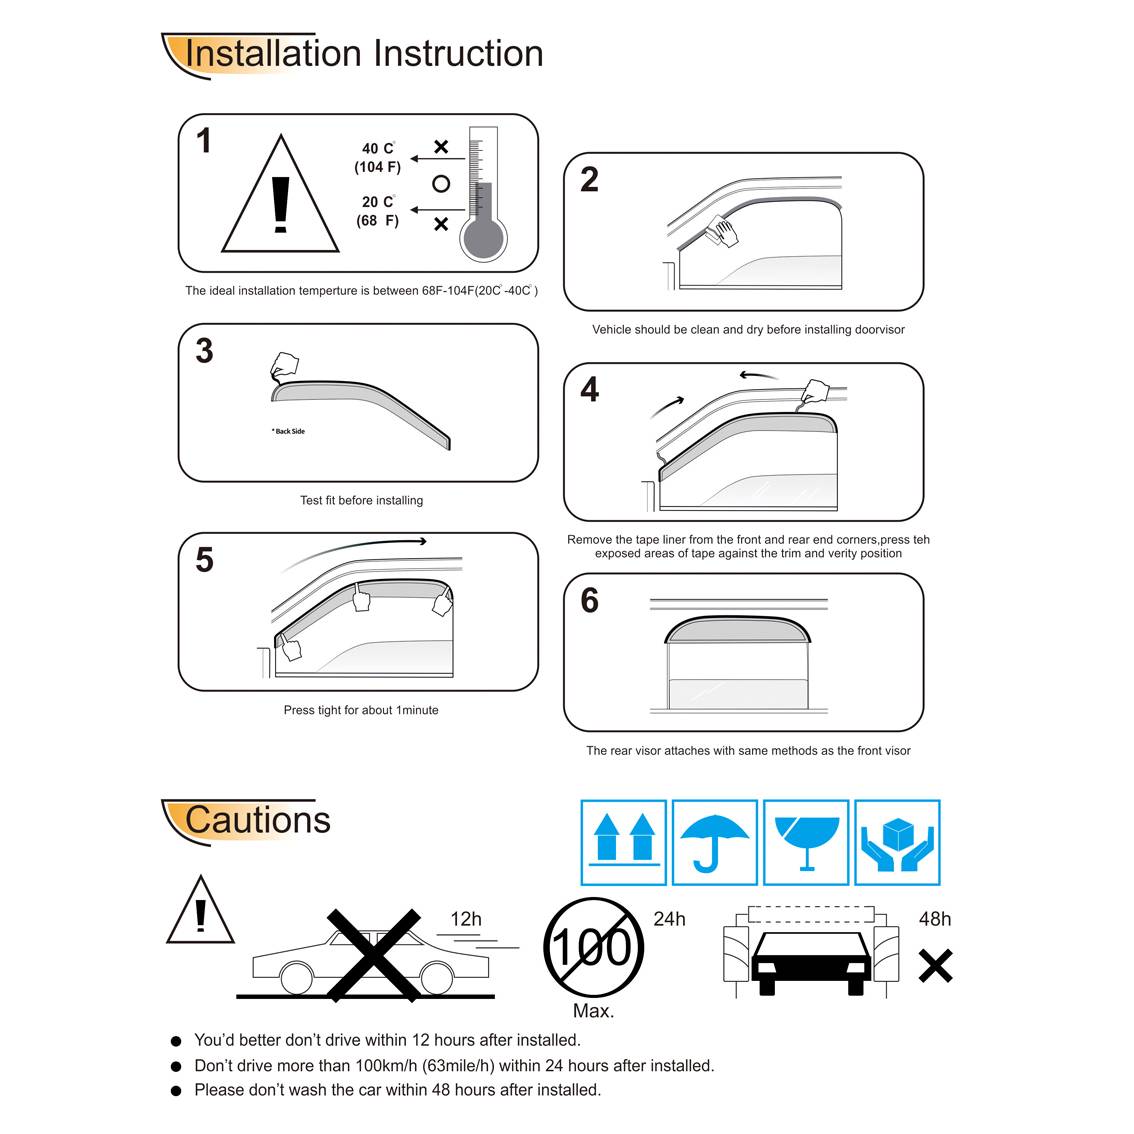 Installation Instruction
1
40 C°
(104 F)
20 C°
(68 F)
The ideal installation temperture is between 68F-104F(20C°-40C°)
2
Vehicle should be clean and dry before installing doorvisor
3
* Back Side
Test fit before installing
4
Remove the tape liner from the front and rear end corners,press teh
exposed areas of tape against the trim and verity position
5
Press tight for about 1minute
6
The rear visor attaches with same methods as the front visor
Cautions
12h
100
24h
Max.
48h
You'd better don't drive within 12 hours after installed.
Don't drive more than 100km/h (63mile/h) within 24 hours after installed.
Please don't wash the car within 48 hours after installed.